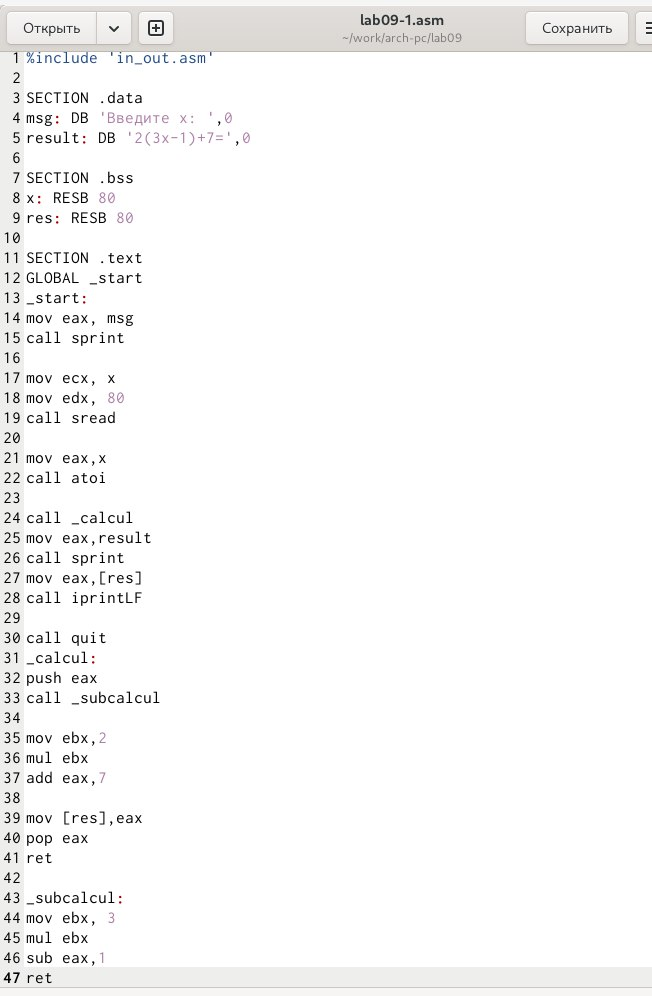 Открыть
lab09-1.asm
~/work/arch-pc/lab09
Сохранить
1 %include 'in_out.asm'
2
3 SECTION .data
4 msg: DB 'Введите x: ',0
5 result: DB '2(3x-1)+7=',0
6
7 SECTION .bss
8 x: RESB 80
9 res: RESB 80
10
11 SECTION .text
12 GLOBAL _start
13 _start:
14 mov eax, msg
15 call sprint
16
17 mov ecx, x
18 mov edx, 80
19 call sread
20
21 mov eax,x
22 call atoi
23
24 call _calcul
25 mov eax,result
26 call sprint
27 mov eax,[res]
28 call iprintLF
29
30 call quit
31 _calcul:
32 push eax
33 call _subcalcul
34
35 mov ebx,2
36 mul ebx
37 add eax,7
38
39 mov [res],eax
40 pop eax
41 ret
42
43 _subcalcul:
44 mov ebx, 3
45 mul ebx
46 sub eax,1
47 ret